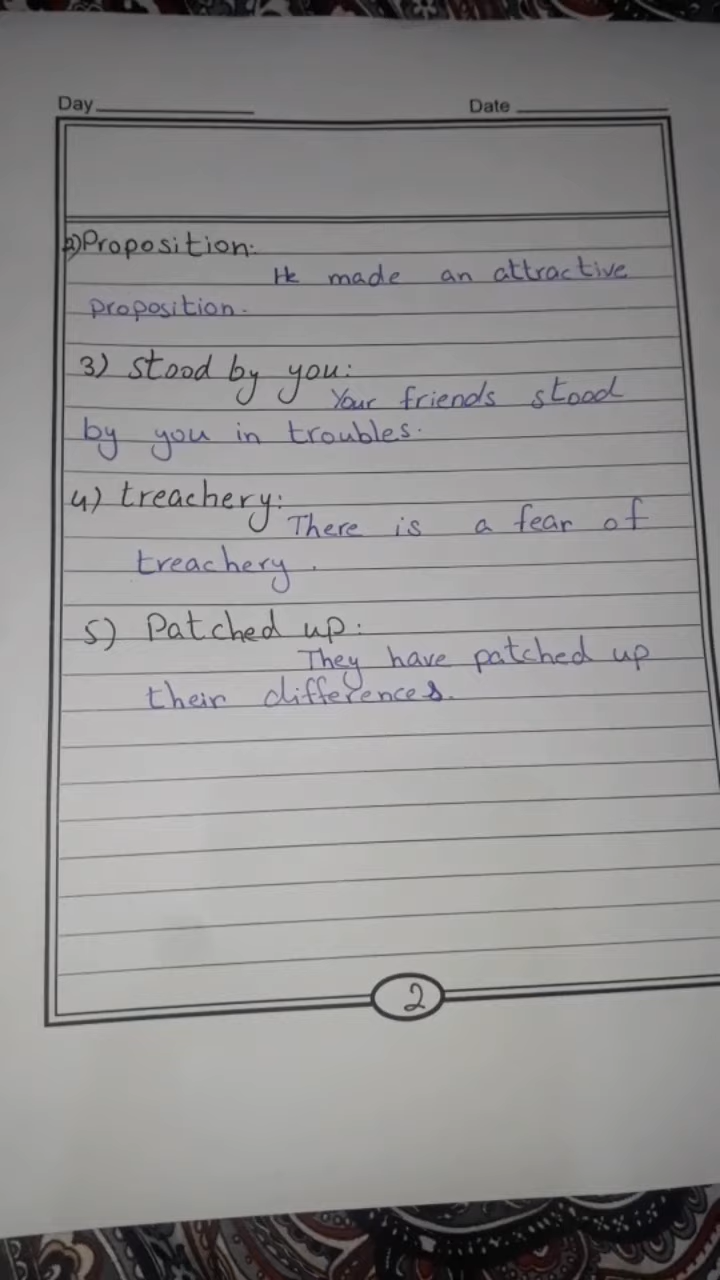 Day
Date
2) Proposition:
He made an attractive
proposition.
3) stood by you:
Your friends stood
by you in troubles.
4) treachery:
There is a fear of
treachery.
5) Patched up:
They have patched up
their differences.
2